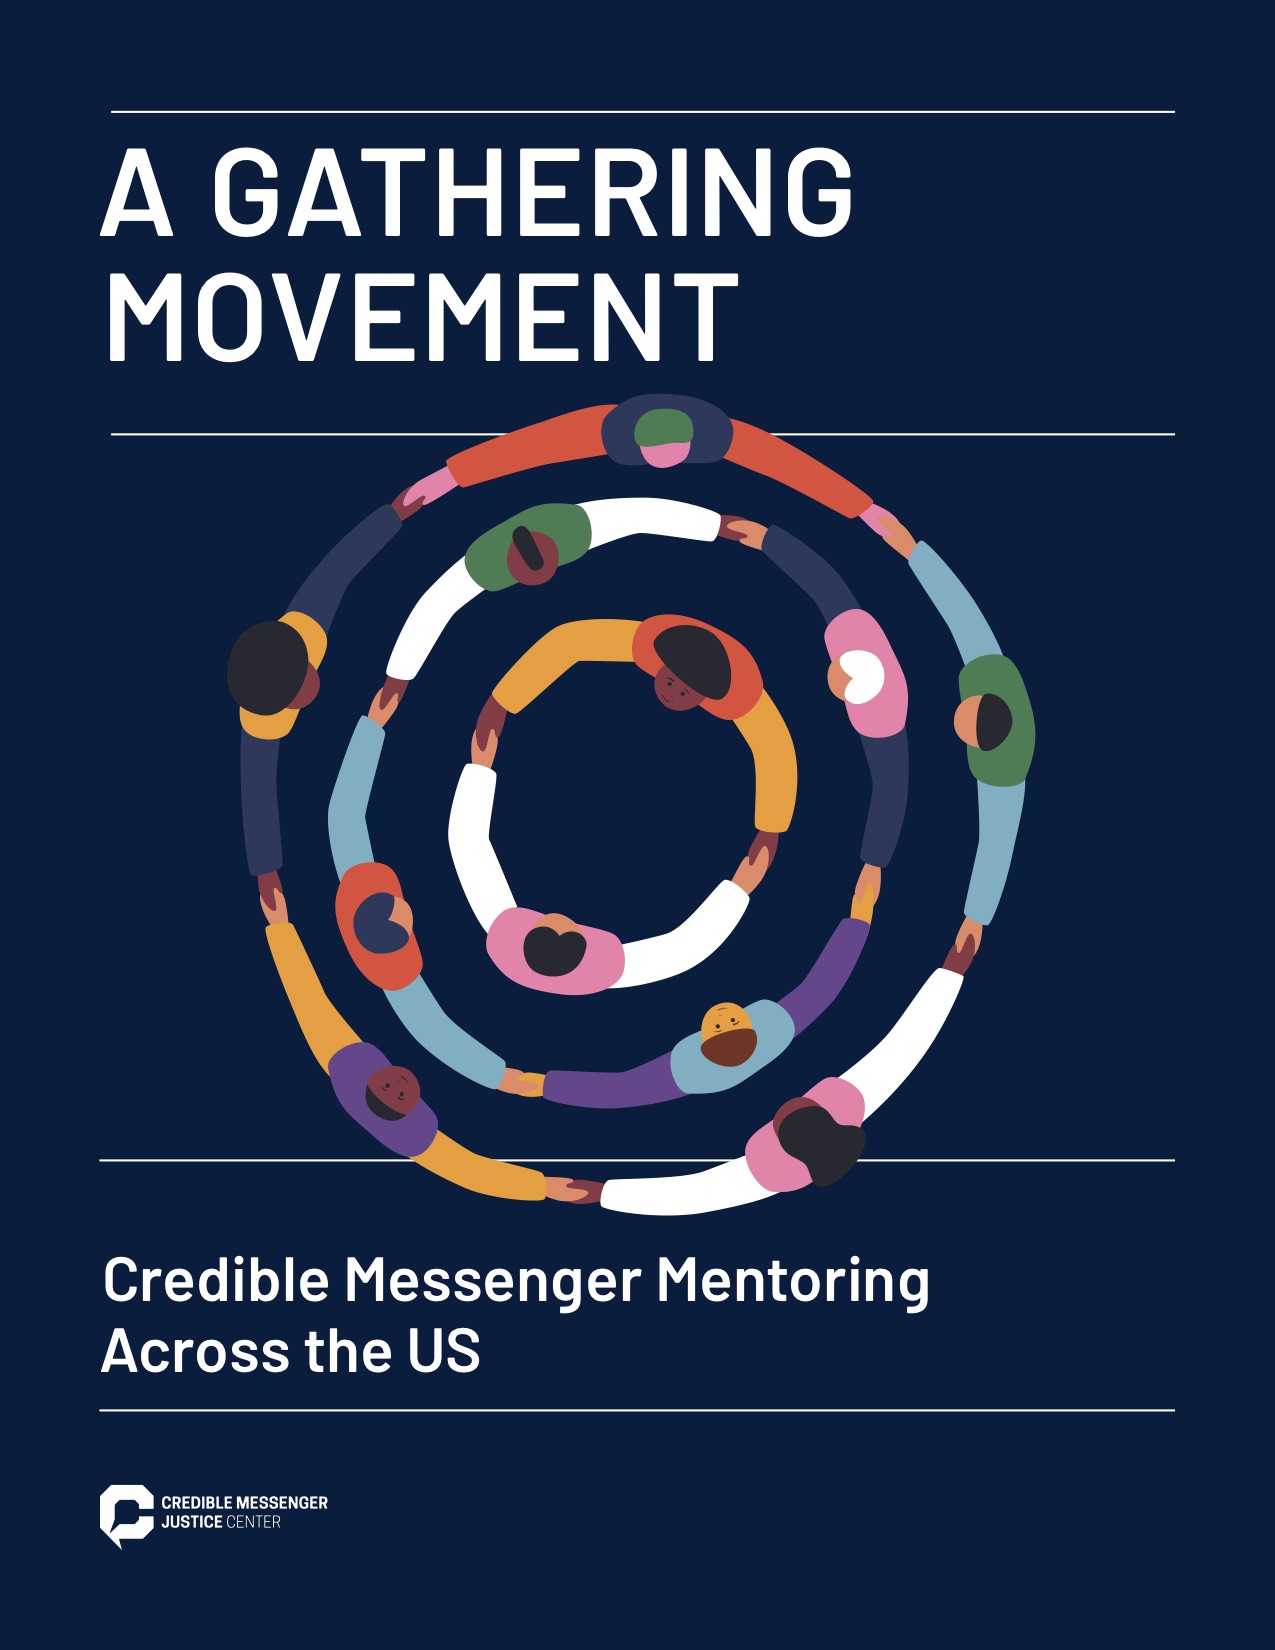 A GATHERING
MOVEMENT
Credible Messenger Mentoring
Across the US
CREDIBLE MESSENGER
JUSTICE CENTER